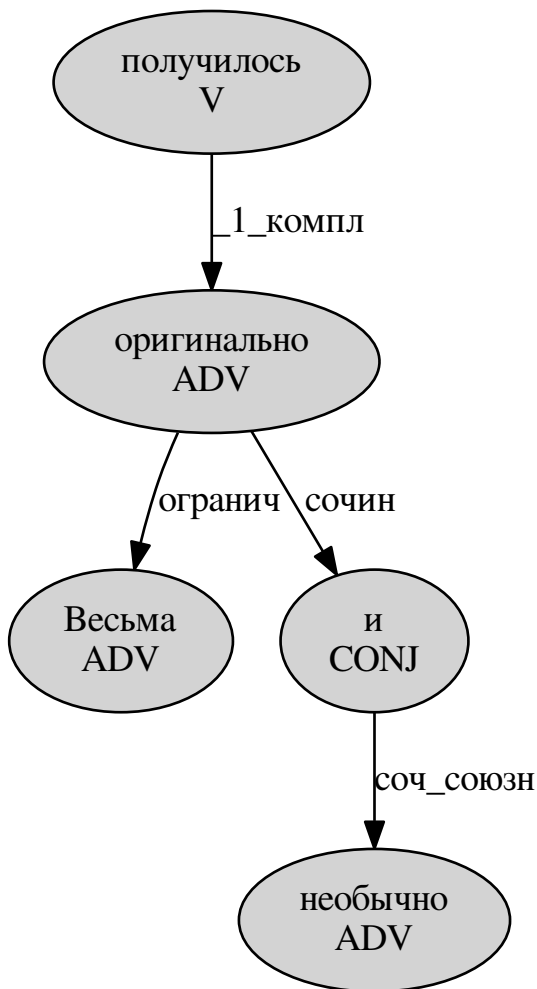 получилось
V
_1_компл
оригинально
ADV
огранич
сочин
Весьма
ADV
и
CONJ
соч_союзн
необычно
ADV